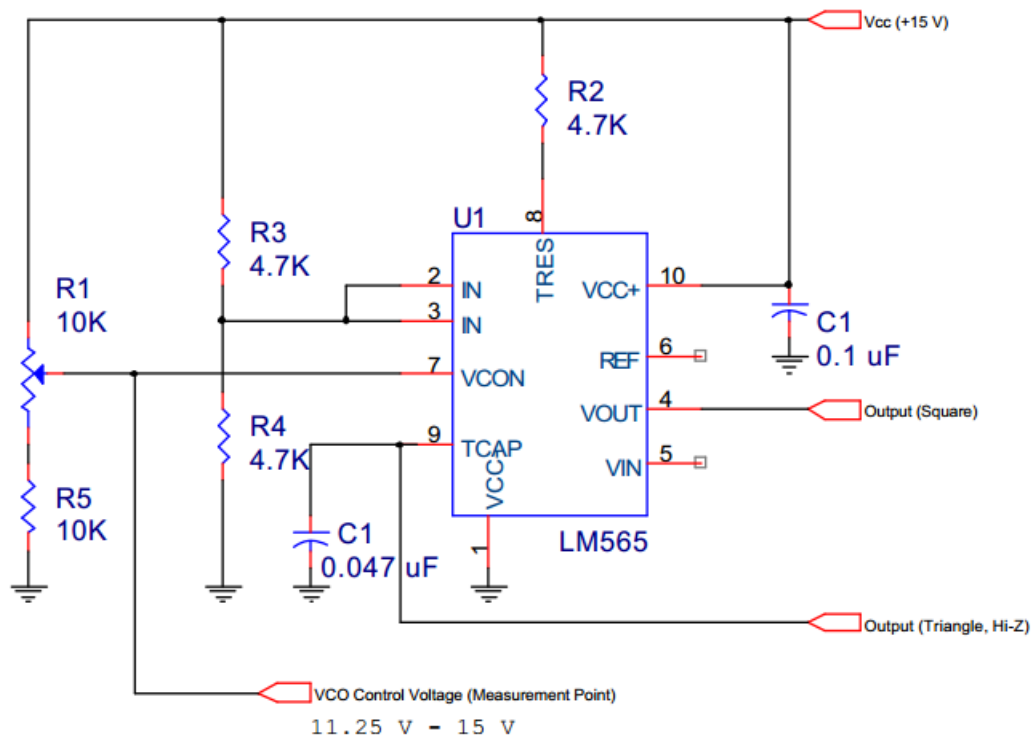 Vcc (+15 V)
R2
4.7K
U1
8
TRES
R3
4.7K
2
IN
VCC+
10
R1
10K
3
IN
C1
0.1 uF
REF
6
7
VCON
VOUT
4
Output (Square)
R4
4.7K
9
TCAP
VCC-
VIN
5
R5
10K
C1
0.047 uF
1
LM565
Output (Triangle, Hi-Z)
VCO Control Voltage (Measurement Point)
11.25 V - 15 V